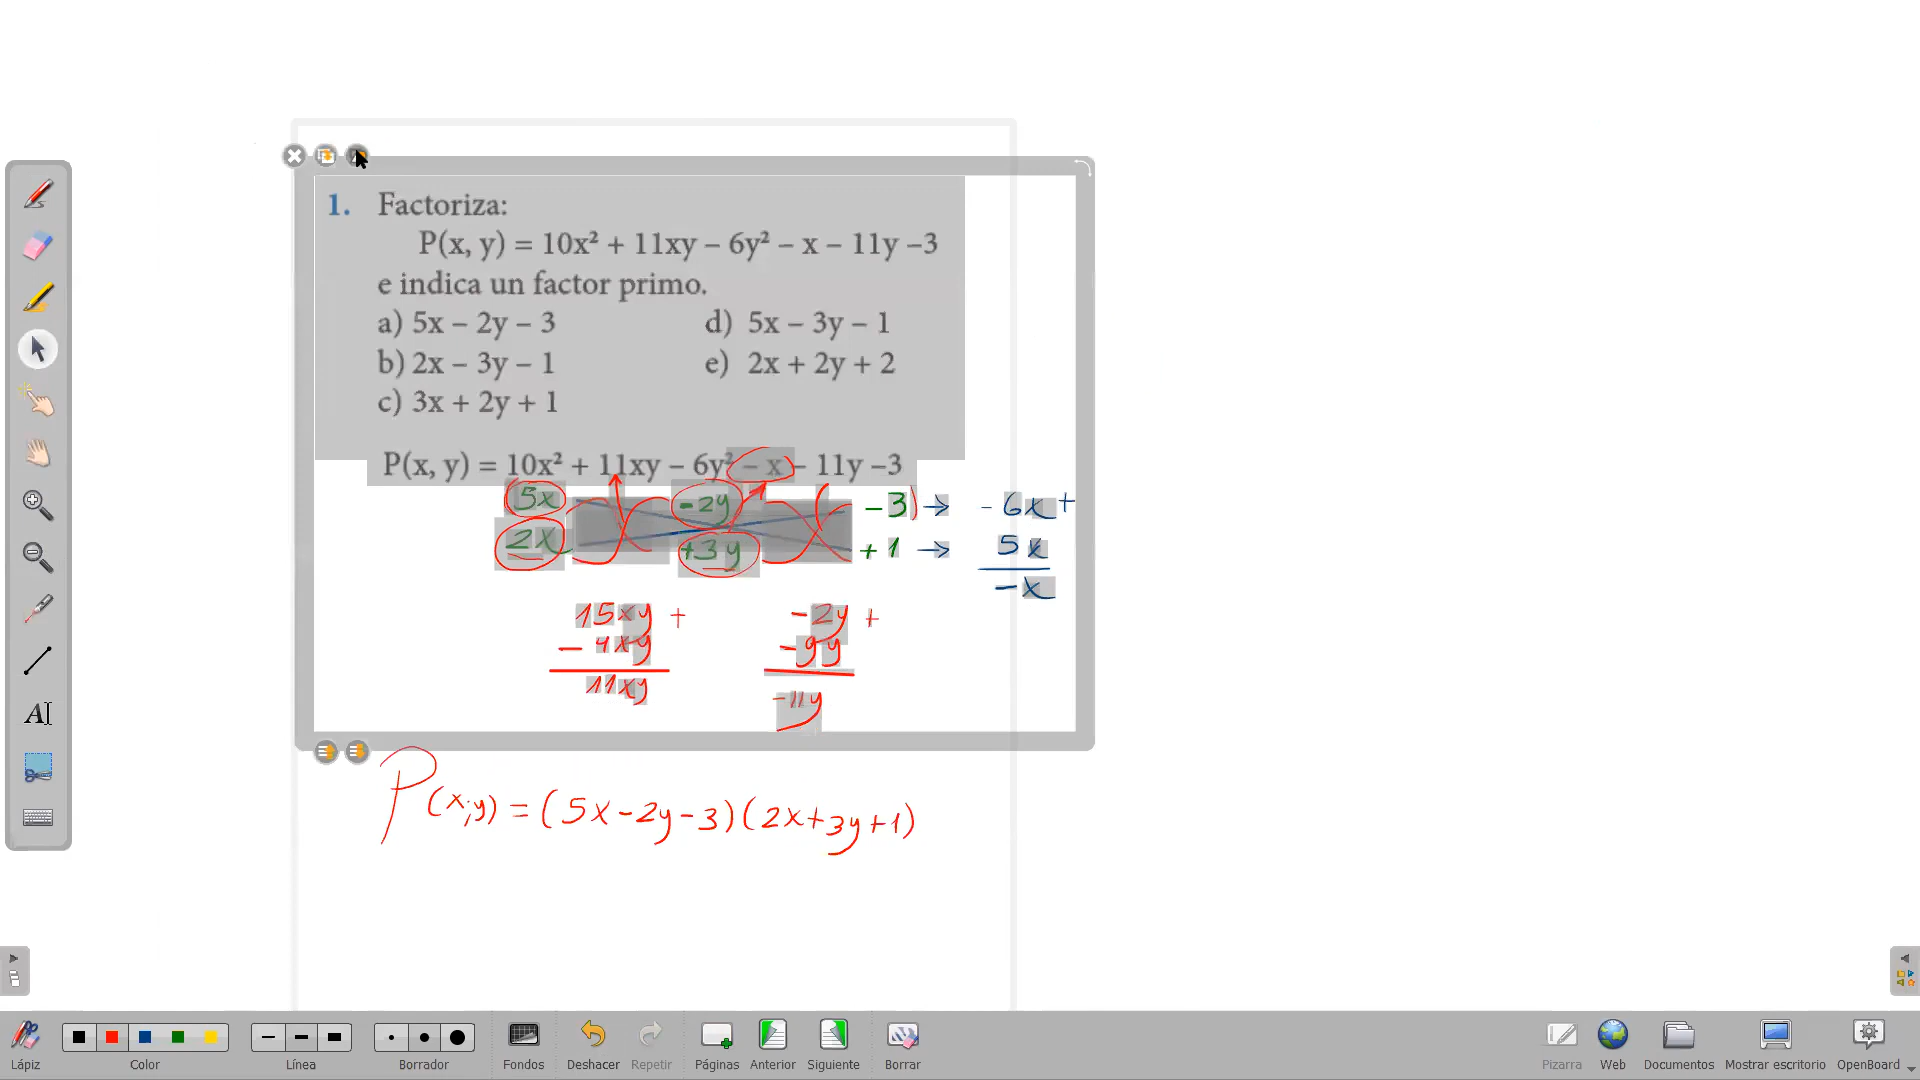 1. Factoriza:
P(x, y) = 10x² + 11xy – 6y² – x – 11y –3
e indica un factor primo.
a) 5x – 2y – 3
d) 5x – 3y – 1
b) 2x – 3y – 1
e) 2x + 2y + 2
c) 3x + 2y + 1
P(x, y) = 10x² + 11xy – 6y² – x – 11y –3
(5x -2y - 3) → - 6x +
2x +3y + 1 → 5x
- x
15xy + -2y +
- 4xy -9y
11xy -11y
P(x;y) = (5x-2y-3)(2x+3y+1)
A
Lápiz
Color
Línea
Borrador
Fondos
Deshacer
Repetir
Páginas
Anterior
Siguiente
Borrar
Pizarra
Web
Documentos
Mostrar escritorio
OpenBoard